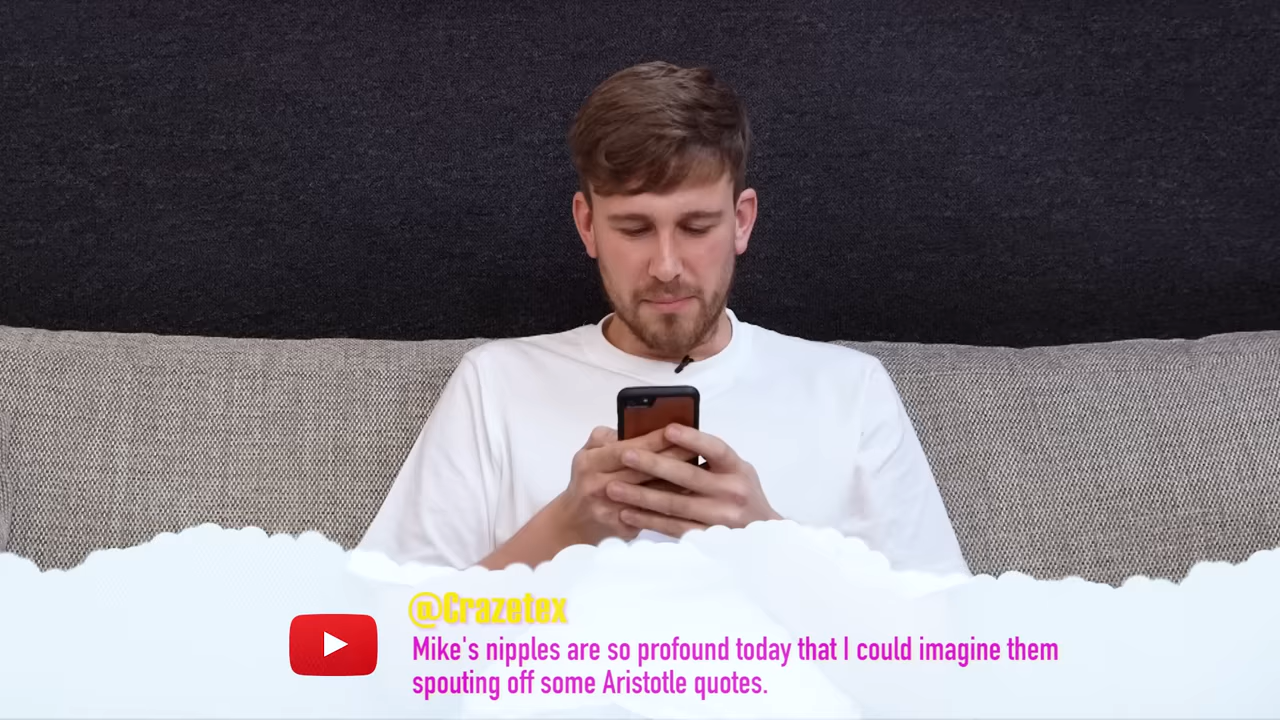 @Crazetex
Mike's nipples are so profound today that I could imagine them
spouting off some Aristotle quotes.